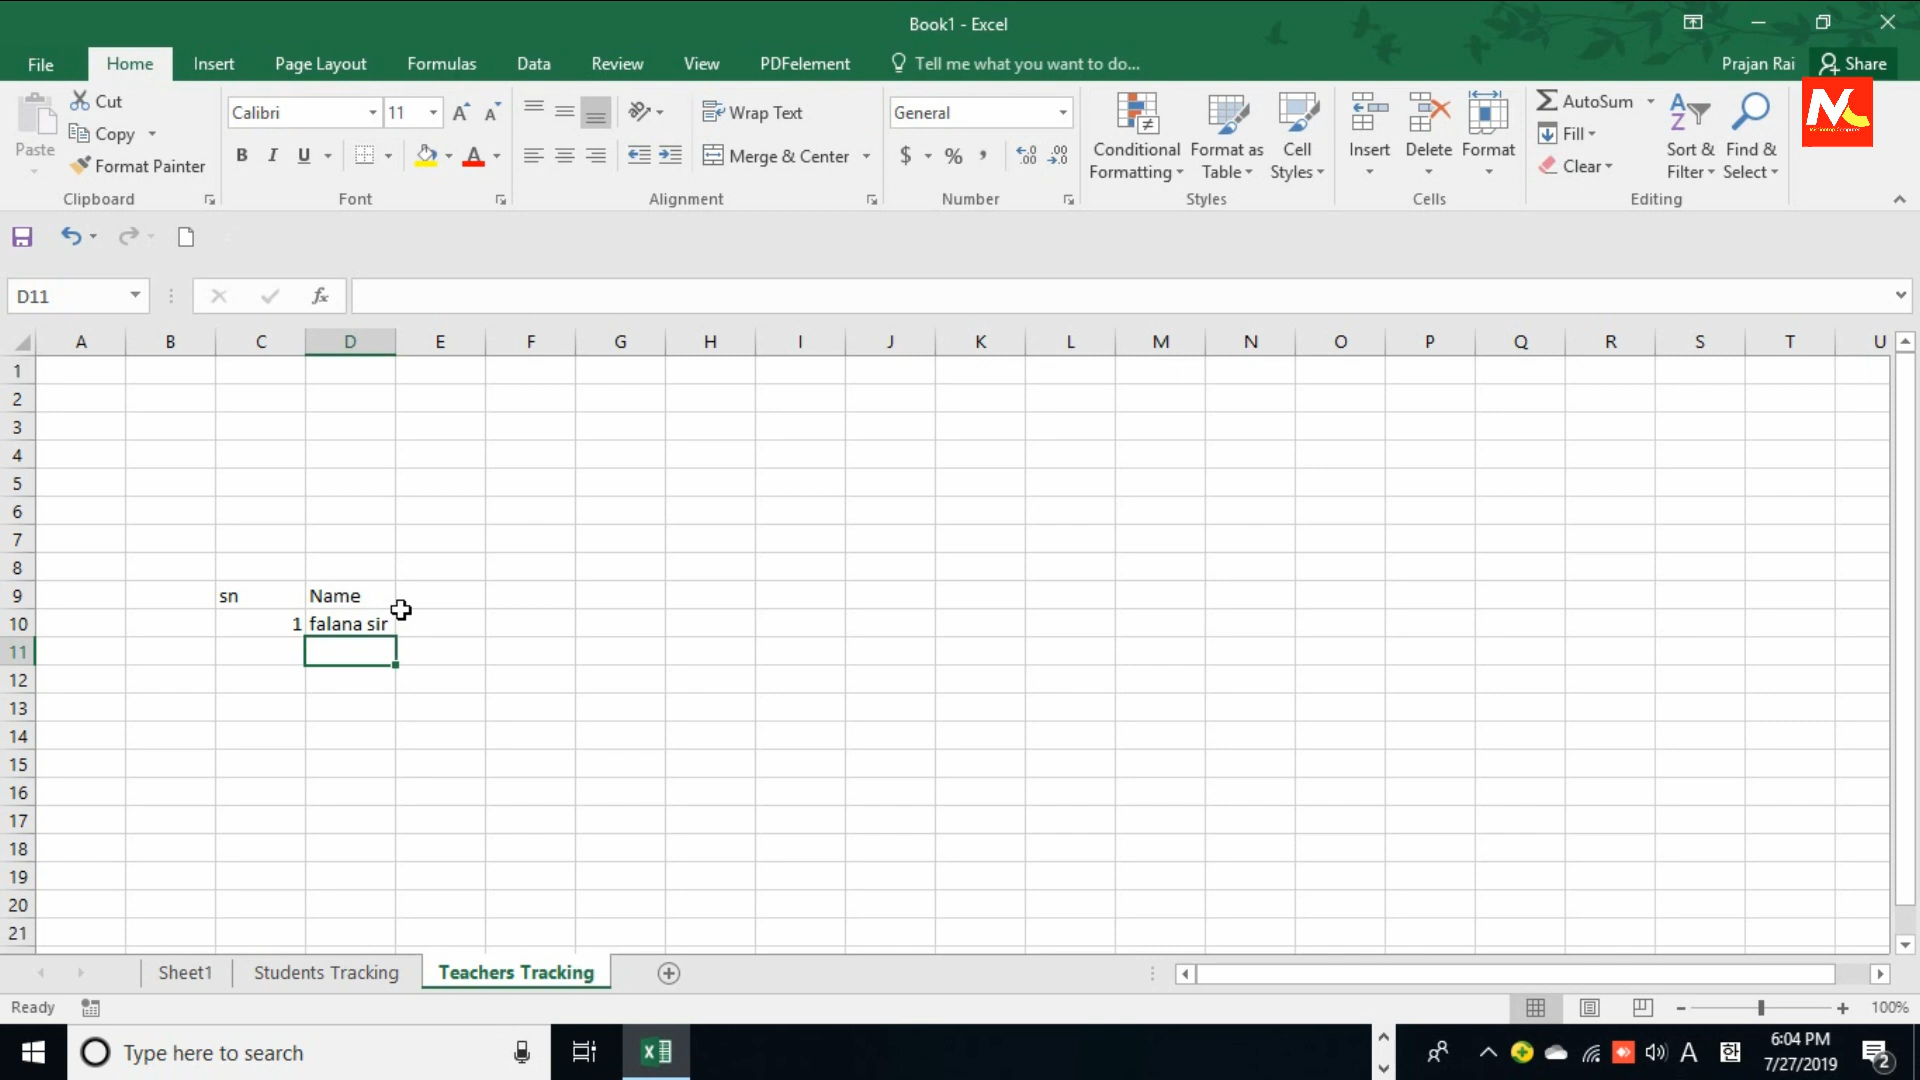 Book1 - Excel
File Home Insert Page Layout Formulas Data Review View PDFelement Tell me what you want to do... Prajan Rai Share
Cut
Copy
Format Painter
Paste
Clipboard
Calibri 11
B I U A
Font
Wrap Text
Merge & Center
Alignment
General
$ % ,
Number
Conditional Formatting
Format as Table
Cell Styles
Styles
Insert Delete Format
Cells
AutoSum
Fill
Clear
Sort & Filter
Find & Select
Editing
D11 fx
A B C D E F G H I J K L M N O P Q R S T U
1
2
3
4
5
6
7
8
9 sn Name
10 1 falana sir
11
12
13
14
15
16
17
18
19
20
21
Sheet1 Students Tracking Teachers Tracking
Ready 100%
Type here to search
A 한 6:04 PM
7/27/2019
2